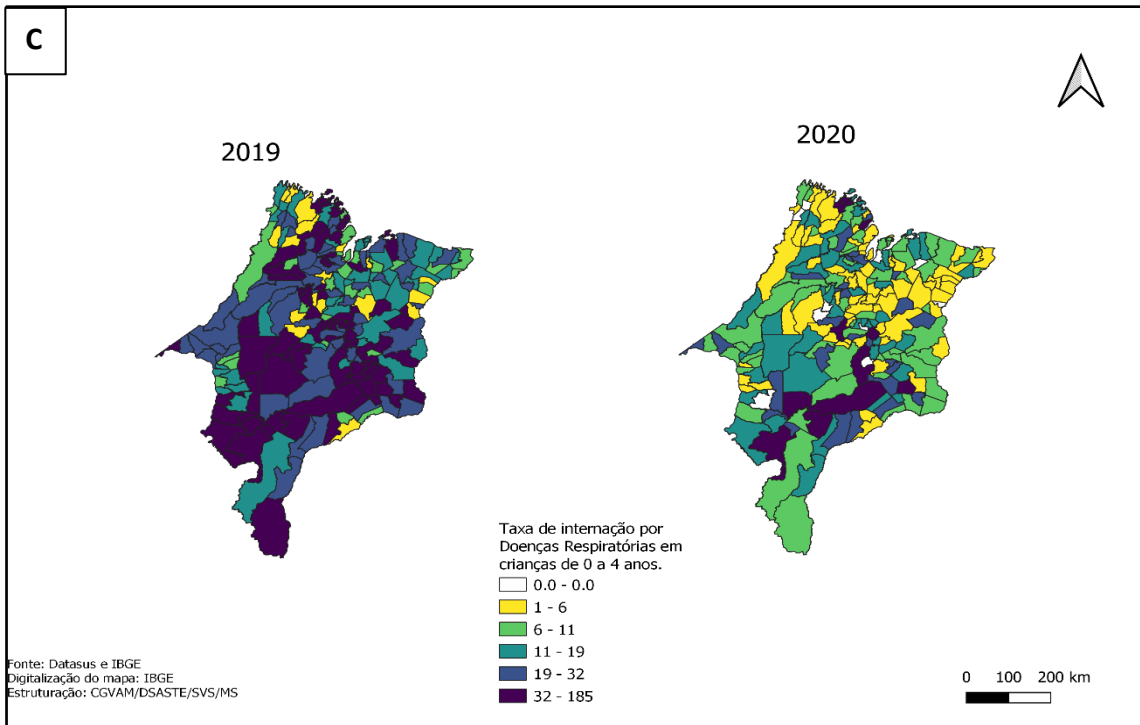 C
2019
2020
Taxa de internação por
Doenças Respiratórias em
crianças de 0 a 4 anos.
0.0 - 0.0
1 - 6
6 - 11
11 - 19
19 - 32
32 - 185
Fonte: Datasus e IBGE
Digitalização do mapa: IBGE
Estruturação: CGVAM/DSASTE/SVS/MS
0 100 200 km